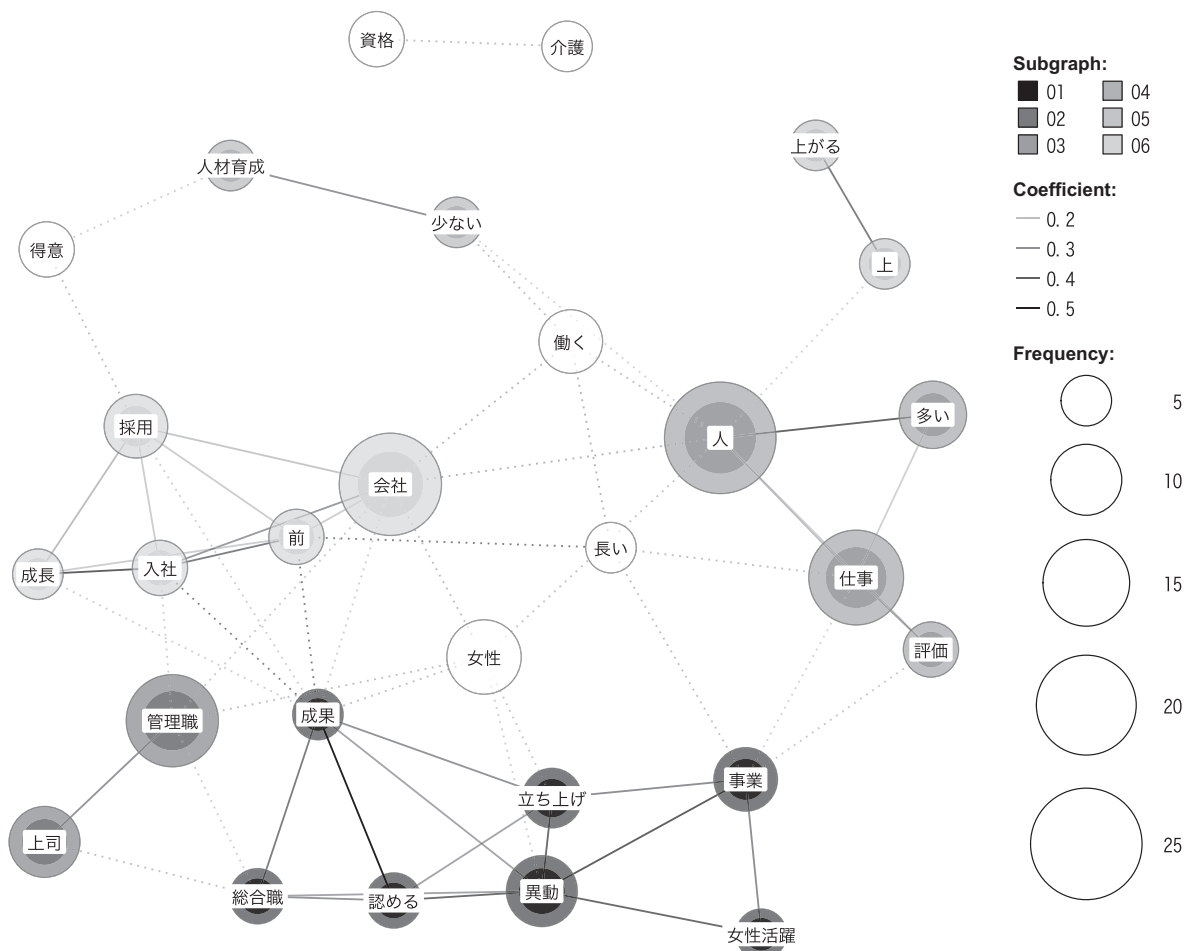 資格
介護
人材育成
上がる
少ない
得意
上
働く
多い
採用
人
会社
前
長い
入社
成長
仕事
評価
女性
成果
管理職
事業
立ち上げ
上司
異動
総合職
認める
女性活躍
Subgraph:
01 04
02 05
03 06
Coefficient:
0. 2
0. 3
0. 4
0. 5
Frequency:
5
10
15
20
25